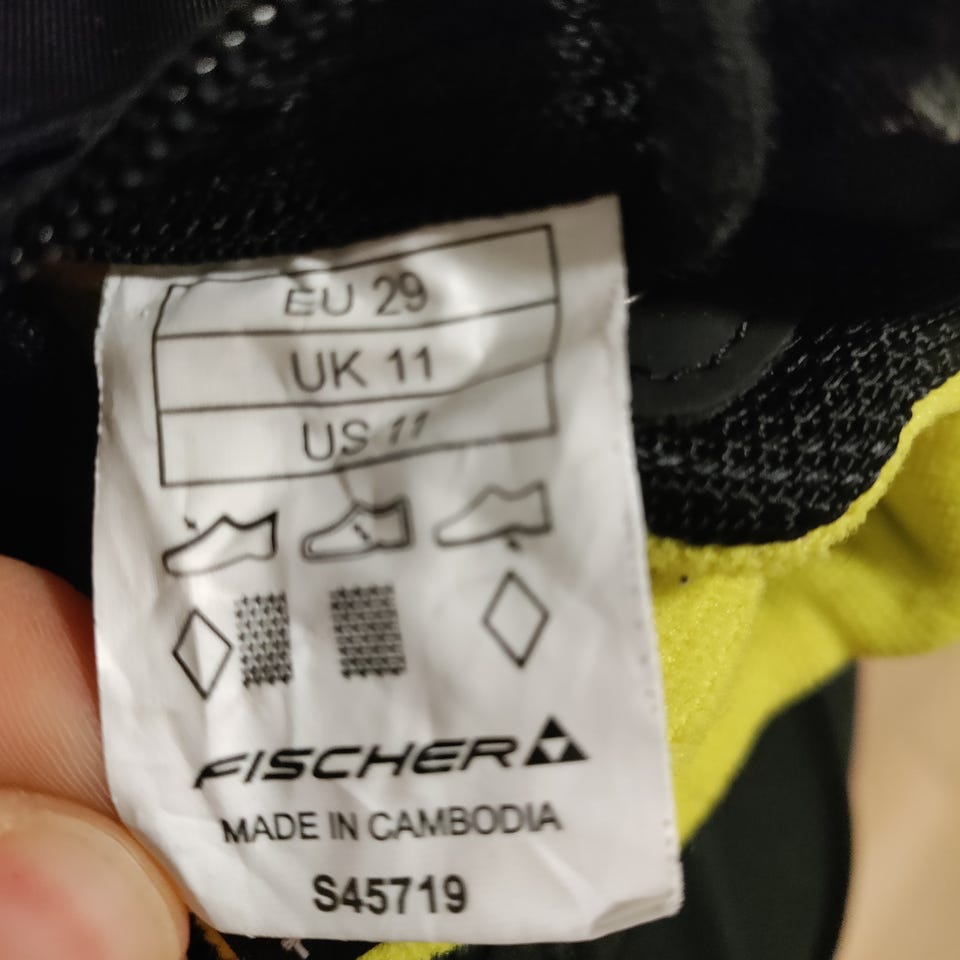 EU 29
UK 11
US 11
FISCHER
MADE IN CAMBODIA
S45719